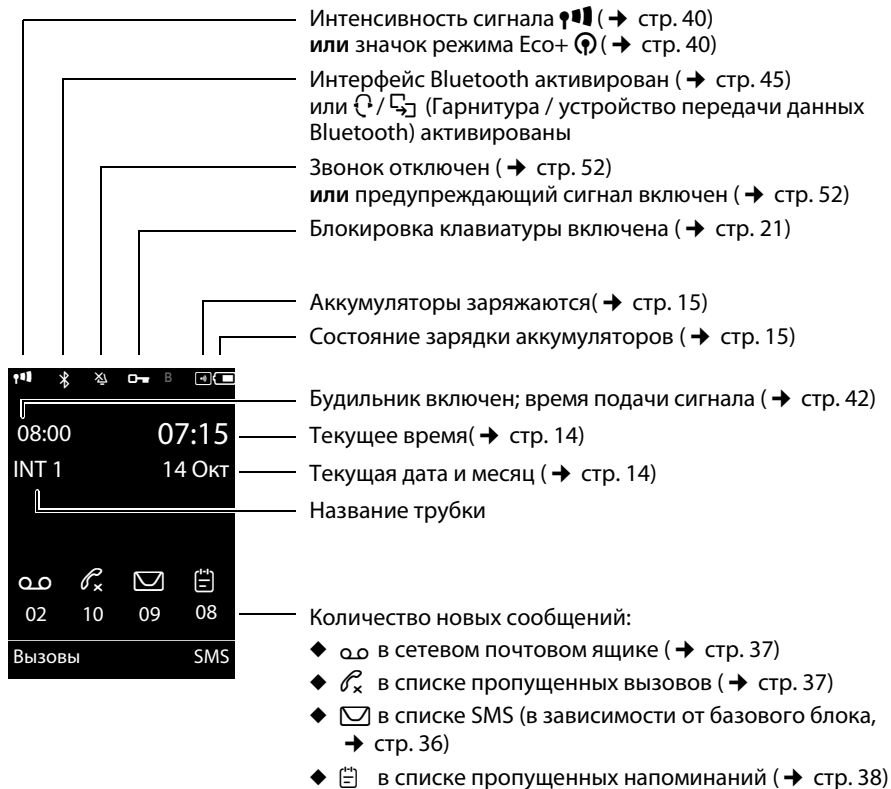 Интенсивность сигнала (➔ стр. 40)
или значок режима Eco+ (➔ стр. 40)
Интерфейс Bluetooth активирован (➔ стр. 45)
или / (Гарнитура / устройство передачи данных
Bluetooth) активированы
Звонок отключен (➔ стр. 52)
или предупреждающий сигнал включен (➔ стр. 52)
Блокировка клавиатуры включена (➔ стр. 21)
Аккумуляторы заряжаются(➔ стр. 15)
Состояние зарядки аккумуляторов (➔ стр. 15)
B
Будильник включен; время подачи сигнала (➔ стр. 42)
08:00 07:15
Текущее время(➔ стр. 14)
INT 1 14 Окт
Текущая дата и месяц (➔ стр. 14)
Название трубки
02 10 09 08
Вызовы SMS
Количество новых сообщений:
◆ в сетевом почтовом ящике (➔ стр. 37)
◆ в списке пропущенных вызовов (➔ стр. 37)
◆ в списке SMS (в зависимости от базового блока,
➔ стр. 36)
◆ в списке пропущенных напоминаний (➔ стр. 38)